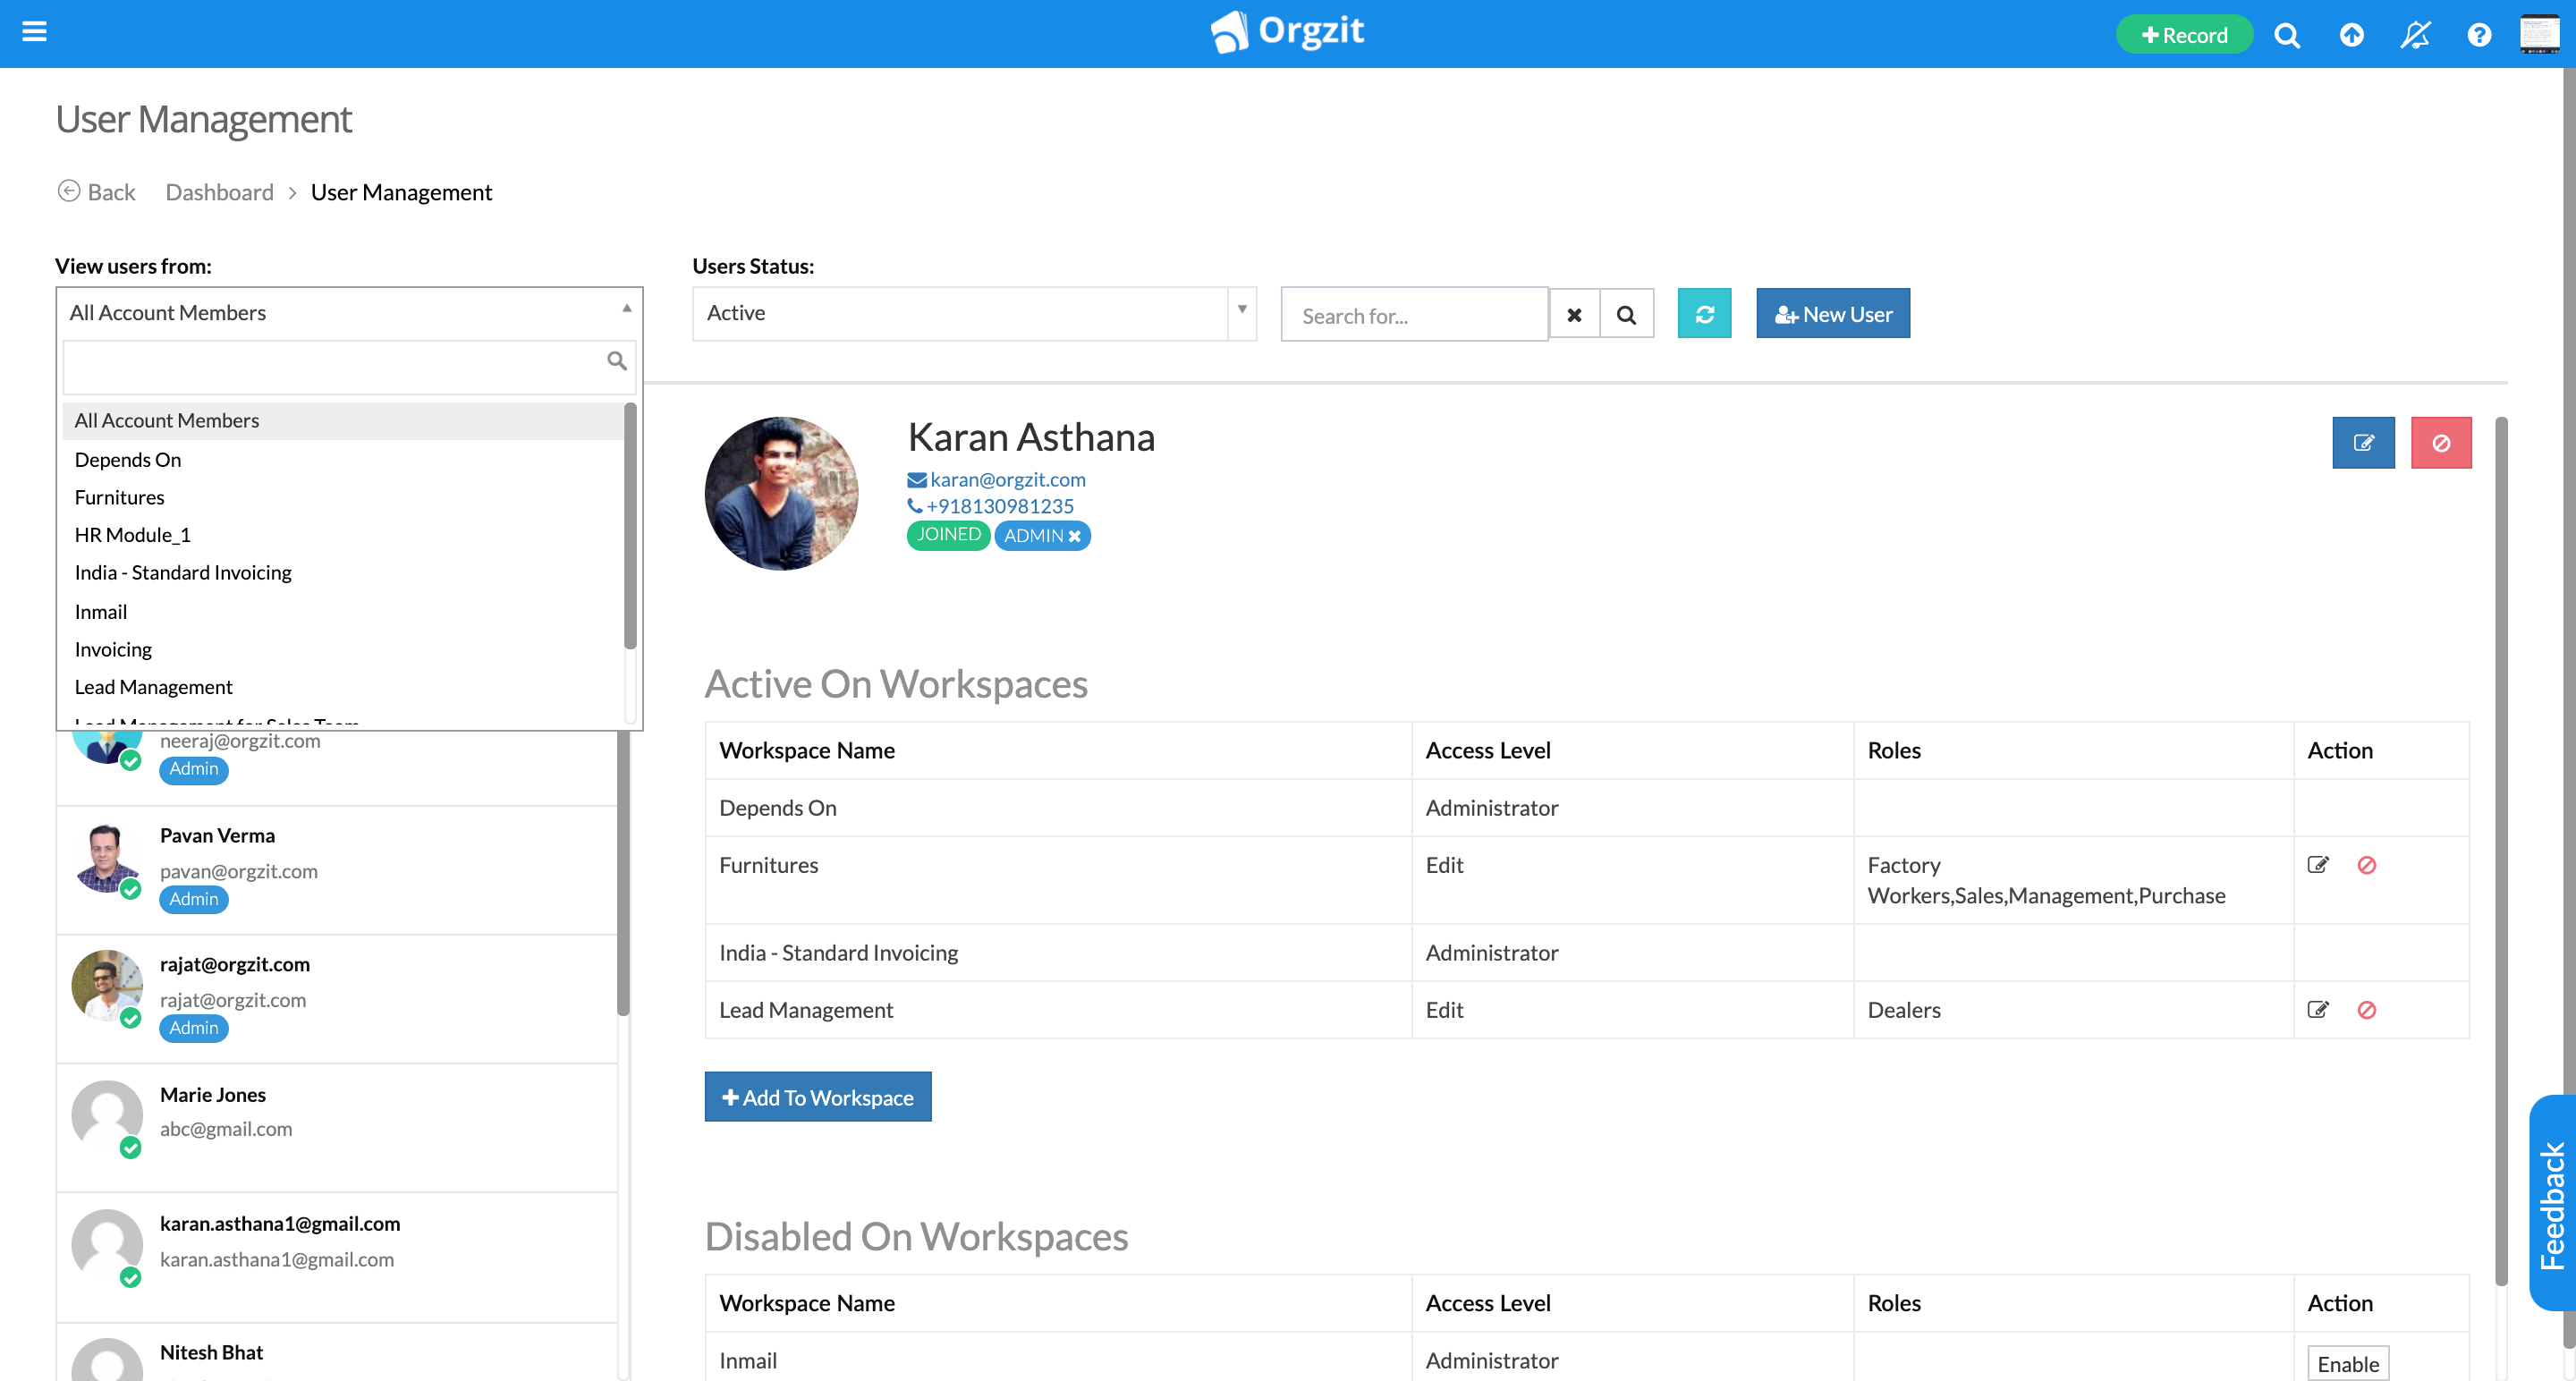 Orgzit
Record
User Management
Back
Dashboard > User Management
View users from:
Users Status:
All Account Members
Active
Search for...
New User
All Account Members
Depends On
Furnitures
HR Module_1
India - Standard Invoicing
Inmail
Invoicing
Lead Management
Lead Management for Sales Team
neeraj@orgzit.com
Admin
Pavan Verma
pavan@orgzit.com
Admin
rajat@orgzit.com
rajat@orgzit.com
Admin
Marie Jones
abc@gmail.com
karan.asthana1@gmail.com
karan.asthana1@gmail.com
Nitesh Bhat
Karan Asthana
karan@orgzit.com
+918130981235
JOINED ADMIN
Active On Workspaces
Workspace Name Access Level Roles Action
Depends On Administrator
Furnitures Edit Factory
Workers,Sales,Management,Purchase
India - Standard Invoicing Administrator
Lead Management Edit Dealers
Add To Workspace
Disabled On Workspaces
Workspace Name Access Level Roles Action
Inmail Administrator Enable
Feedback